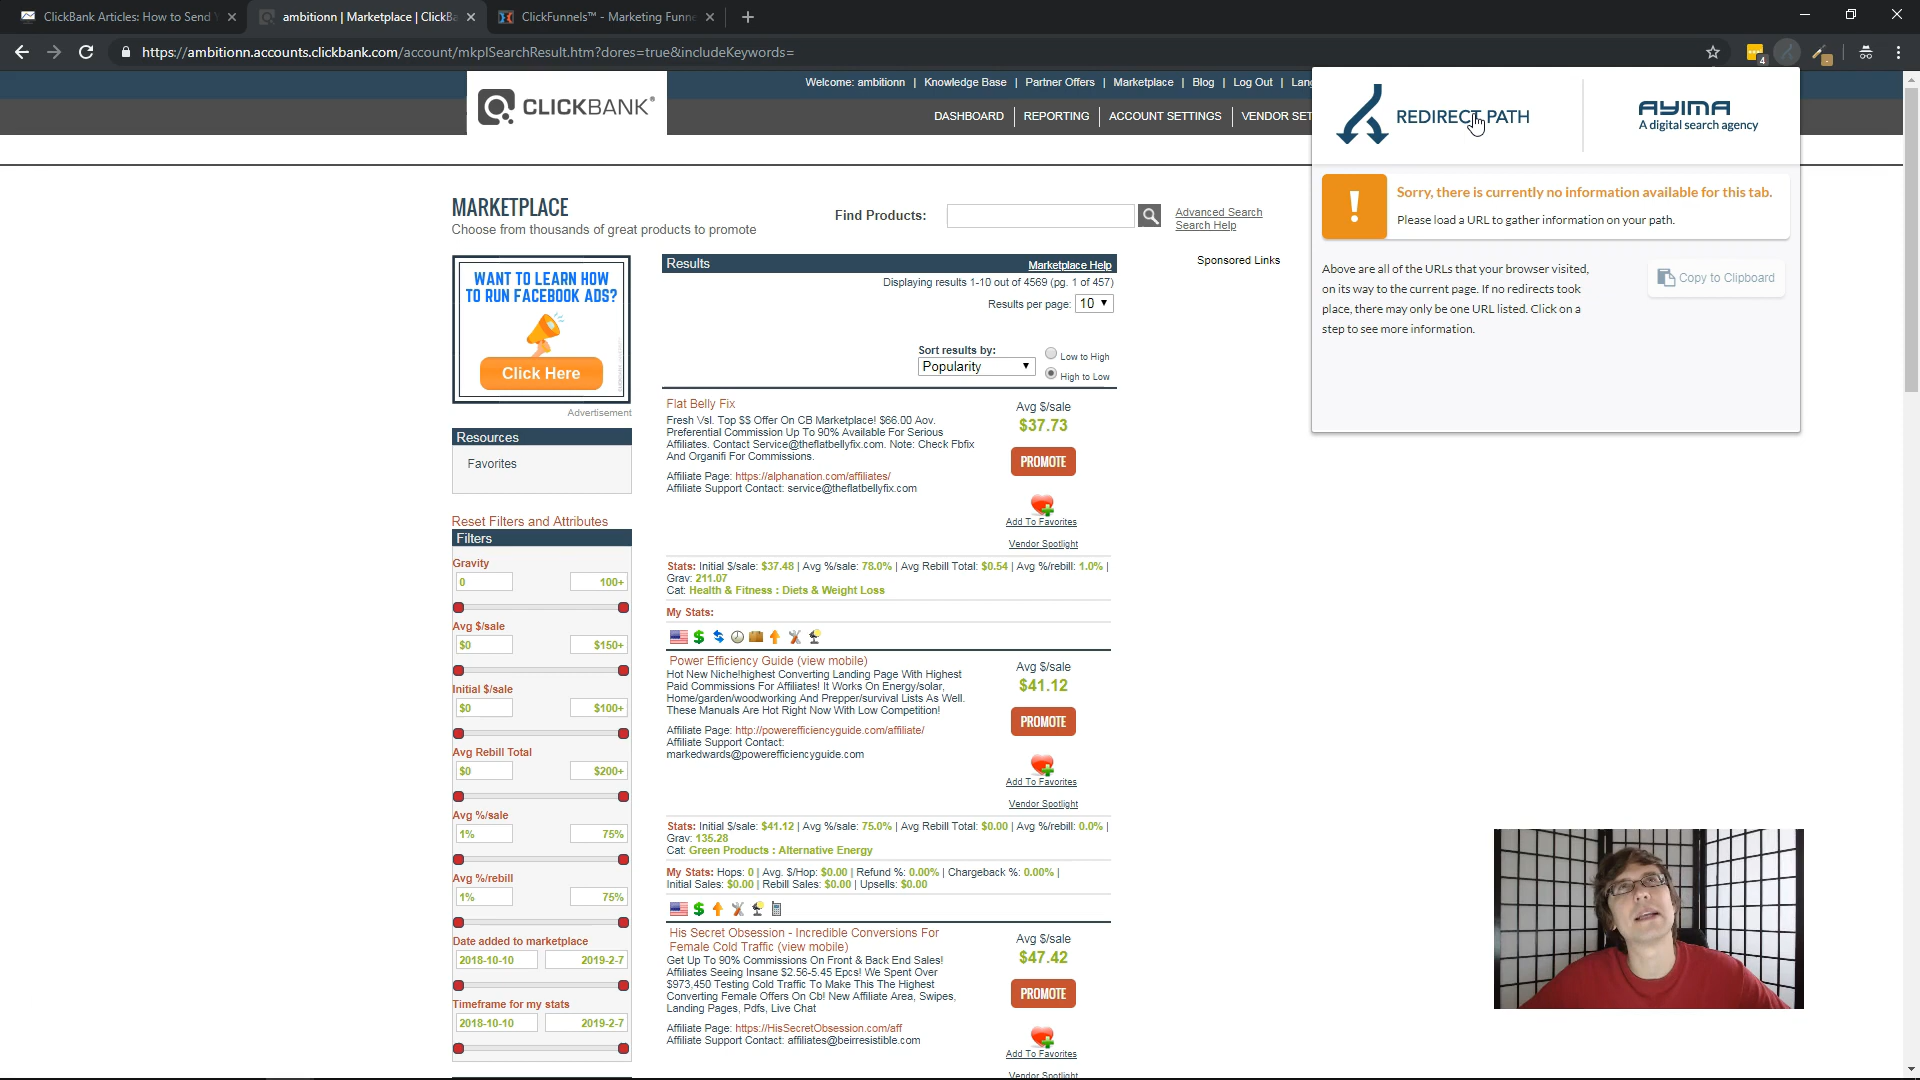 ClickBank Articles: How to Send
ambitionn | Marketplace | ClickBa
ClickFunnels™ - Marketing Funne
https://ambitionn.accounts.clickbank.com/account/mkplSearchResult.htm?dores=true&includeKeywords=
4
Welcome: ambitionn | Knowledge Base | Partner Offers | Marketplace | Blog | Log Out | Lan
CLICKBANK®
DASHBOARD | REPORTING | ACCOUNT SETTINGS | VENDOR SET
REDIRECT PATH
AYIMA
A digital search agency
!
Sorry, there is currently no information available for this tab.
Please load a URL to gather information on your path.
Above are all of the URLs that your browser visited,
on its way to the current page. If no redirects took
place, there may only be one URL listed. Click on a
step to see more information.
Copy to Clipboard
MARKETPLACE
Choose from thousands of great products to promote
Find Products:
Advanced Search
Search Help
WANT TO LEARN HOW
TO RUN FACEBOOK ADS?
Click Here
Advertisement
Resources
Favorites
Reset Filters and Attributes
Filters
Gravity
0 100+
Avg $/sale
$0 $150+
Initial $/sale
$0 $100+
Avg Rebill Total
$0 $200+
Avg %/sale
1% 75%
Avg %/rebill
1% 75%
Date added to marketplace
2018-10-10 2019-2-7
Timeframe for my stats
2018-10-10 2019-2-7
Results
Marketplace Help
Displaying results 1-10 out of 4569 (pg. 1 of 457)
Results per page: 10
Sort results by:
Popularity
Low to High
High to Low
Sponsored Links
Flat Belly Fix
Fresh Vsl. Top $$ Offer On CB Marketplace! $66.00 Aov.
Preferential Commission Up To 90% Available For Serious
Affiliates. Contact Service@theflatbellyfix.com. Note: Check Fbfix
And Organifi For Commissions.
Affiliate Page: https://alphanation.com/affiliates/
Affiliate Support Contact: service@theflatbellyfix.com
Avg $/sale
$37.73
PROMOTE
Add To Favorites
Vendor Spotlight
Stats: Initial $/sale: $37.48 | Avg %/sale: 78.0% | Avg Rebill Total: $0.54 | Avg %/rebill: 1.0% |
Grav: 211.07
Cat: Health & Fitness : Diets & Weight Loss
My Stats:
Power Efficiency Guide (view mobile)
Hot New Niche!highest Converting Landing Page With Highest
Paid Commissions For Affiliates! It Works On Energy/solar,
Home/garden/woodworking And Prepper/survival Lists As Well.
These Manuals Are Hot Right Now With Low Competition!
Affiliate Page: http://powerefficiencyguide.com/affiliate/
Affiliate Support Contact:
markedwards@powerefficiencyguide.com
Avg $/sale
$41.12
PROMOTE
Add To Favorites
Vendor Spotlight
Stats: Initial $/sale: $41.12 | Avg %/sale: 75.0% | Avg Rebill Total: $0.00 | Avg %/rebill: 0.0% |
Grav: 135.28
Cat: Green Products : Alternative Energy
My Stats: Hops: 0 | Avg. $/Hop: $0.00 | Refund %: 0.00% | Chargeback %: 0.00% |
Initial Sales: $0.00 | Rebill Sales: $0.00 | Upsells: $0.00
His Secret Obsession - Incredible Conversions For
Female Cold Traffic (view mobile)
Get Up To 90% Commissions On Front & Back End Sales!
Affiliates Seeing Insane $2.56-5.45 Epcs! We Spent Over
$973,450 Testing Cold Traffic To Make This The Highest
Converting Female Offers On Cb! New Affiliate Area, Swipes,
Landing Pages, Pdfs, Live Chat
Affiliate Page: https://HisSecretObsession.com/aff
Affiliate Support Contact: affiliates@beirresistible.com
Avg $/sale
$47.42
PROMOTE
Add To Favorites
Vendor Spotlight